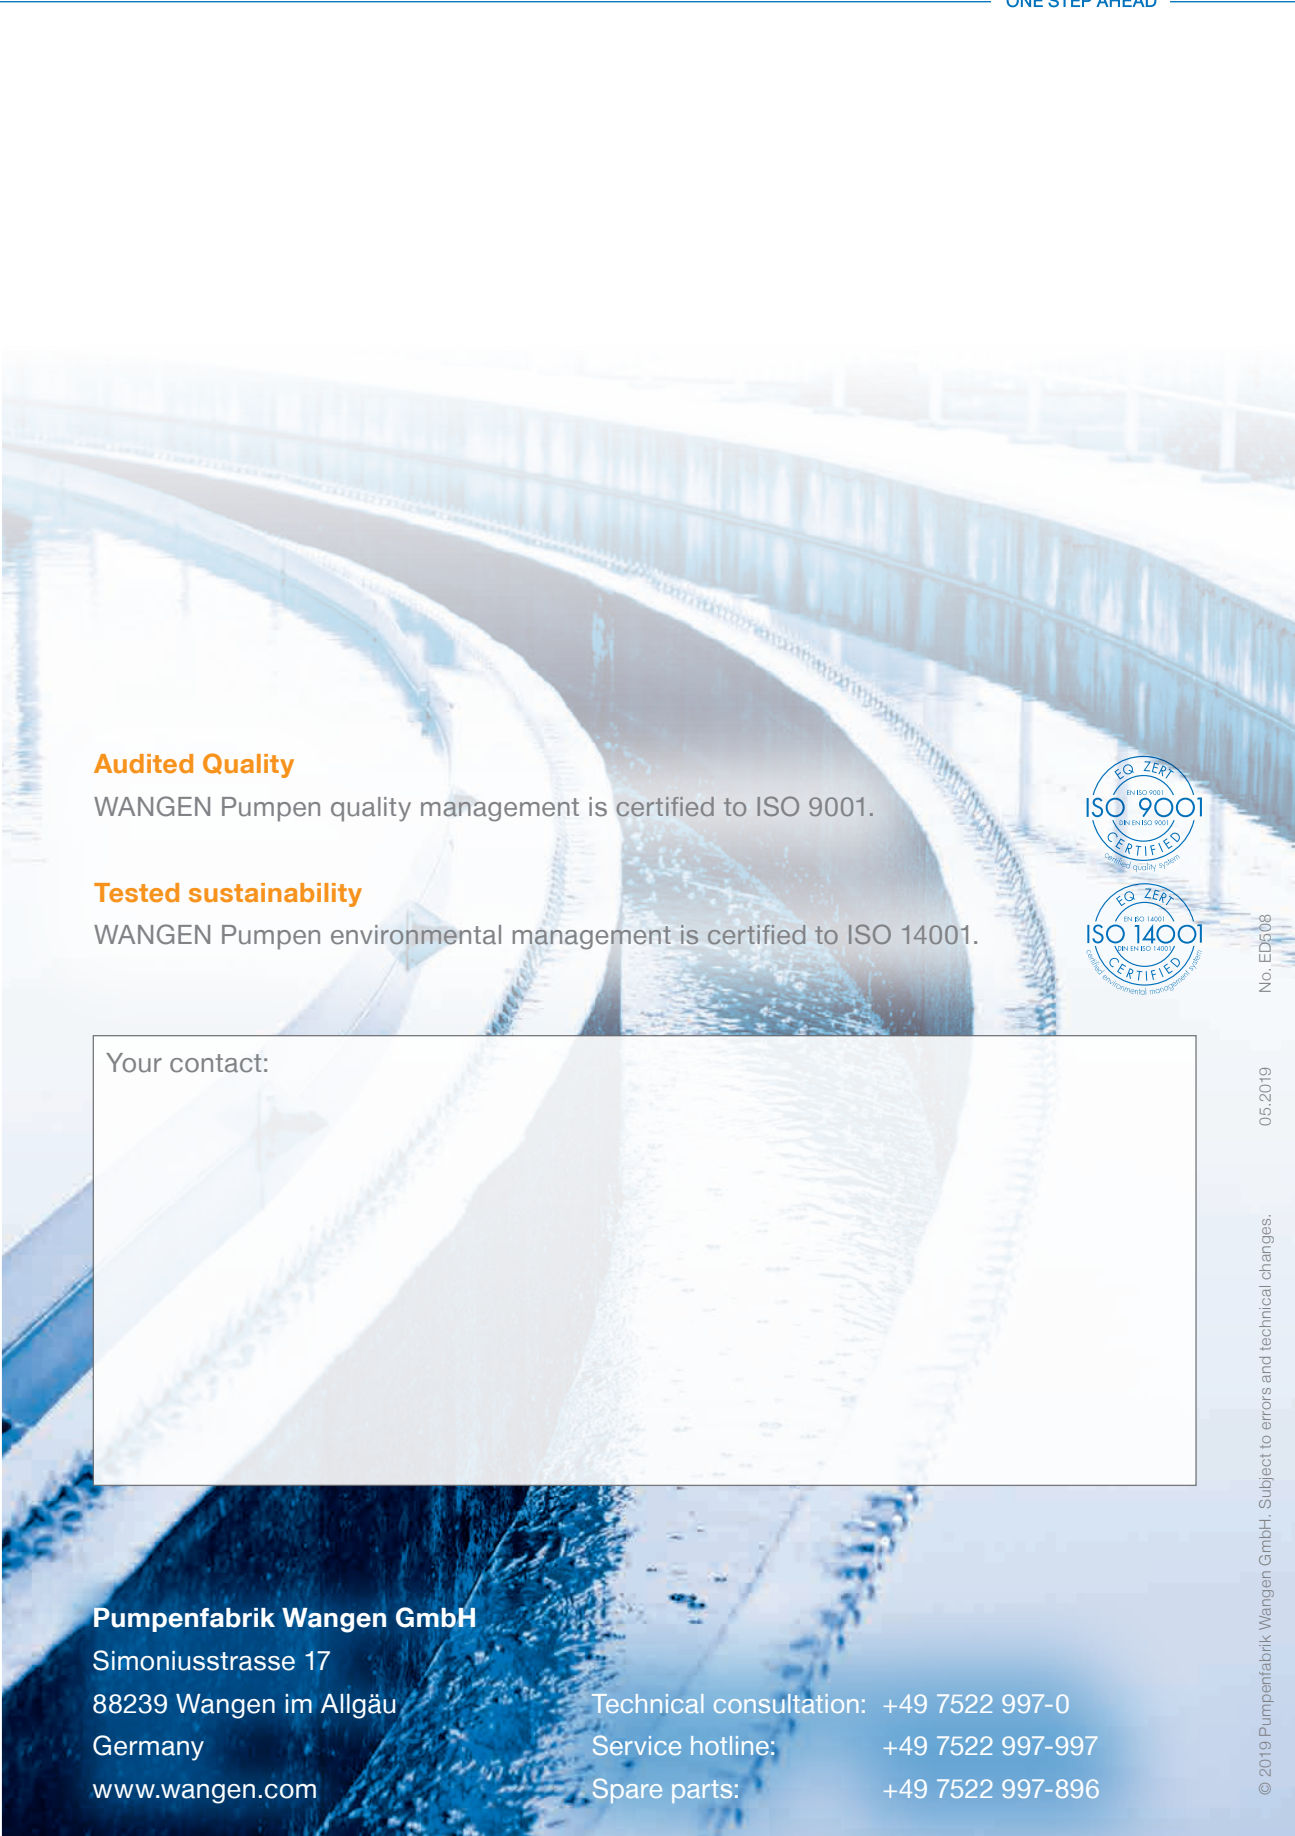 ONE STEP AHEAD
Audited Quality
WANGEN Pumpen quality management is certified to ISO 9001.
EQ ZERT
EN ISO 9001
ISO 9001
DIN EN ISO 9001
CERTIFIED
certified quality system
Tested sustainability
WANGEN Pumpen environmental management is certified to ISO 14001.
EQ ZERT
EN ISO 14001
ISO 14001
DIN EN ISO 14001
CERTIFIED
certified environmental management system
Your contact:
Pumpenfabrik Wangen GmbH
Simoniusstrasse 17
88239 Wangen im Allgäu
Germany
www.wangen.com
Technical consultation: +49 7522 997-0
Service hotline: +49 7522 997-997
Spare parts: +49 7522 997-896
© 2019 Pumpenfabrik Wangen GmbH. Subject to errors and technical changes. 05.2019 No. ED508